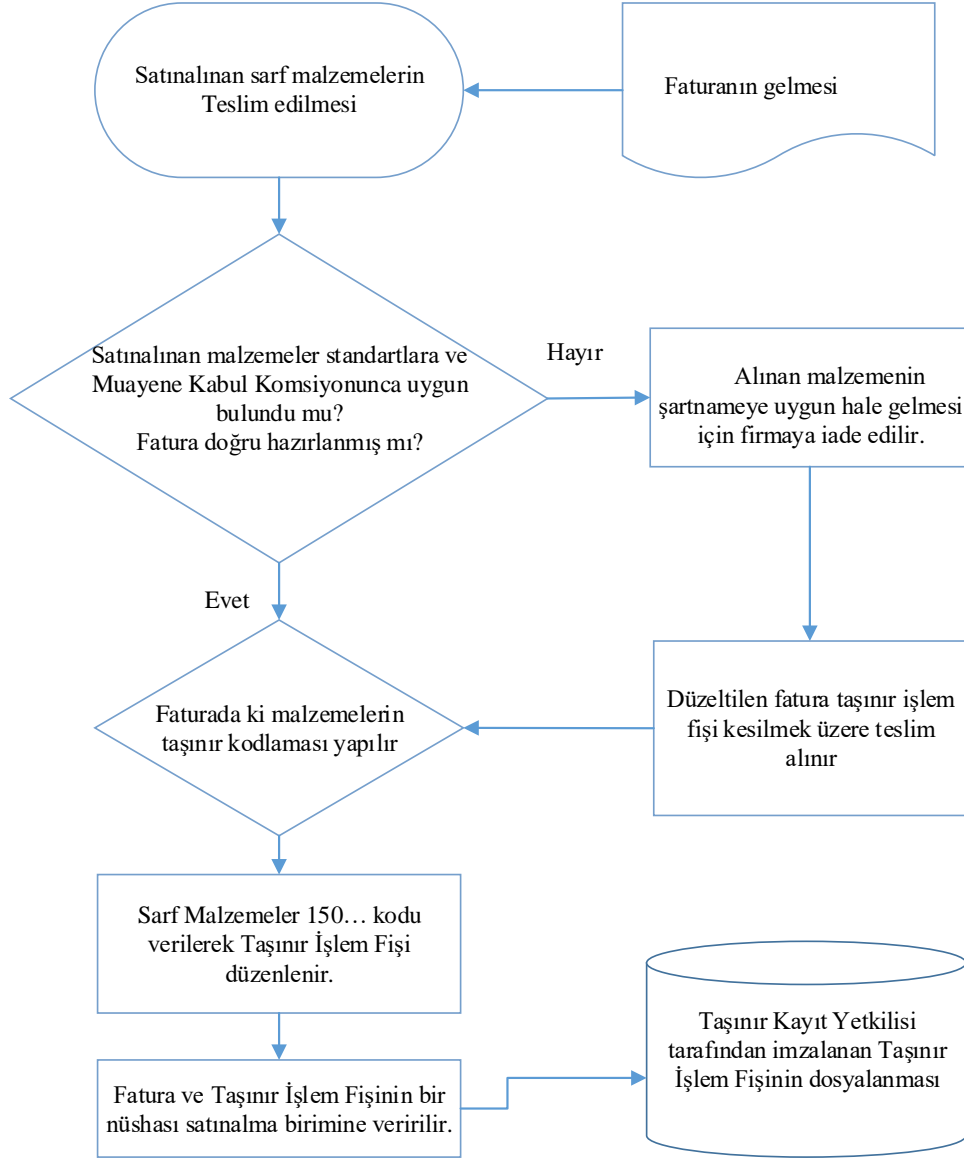 Satınalınan sarf malzemelerin
Teslim edilmesi
Faturanın gelmesi
Satınalınan malzemeler standartlara ve
Muayene Kabul Komsiyonunca uygun
bulundu mu?
Fatura doğru hazırlanmış mı?
Hayır
Alınan malzemenin
şartnameye uygun hale gelmesi
için firmaya iade edilir.
Evet
Faturada ki malzemelerin
taşınır kodlaması yapılır
Düzeltilen fatura taşınır işlem
fişi kesilmek üzere teslim
alınır
Sarf Malzemeler 150… kodu
verilerek Taşınır İşlem Fişi
düzenlenir.
Taşınır Kayıt Yetkilisi
tarafından imzalanan Taşınır
İşlem Fişinin dosyalanması
Fatura ve Taşınır İşlem Fişinin bir
nüshası satınalma birimine veririlir.